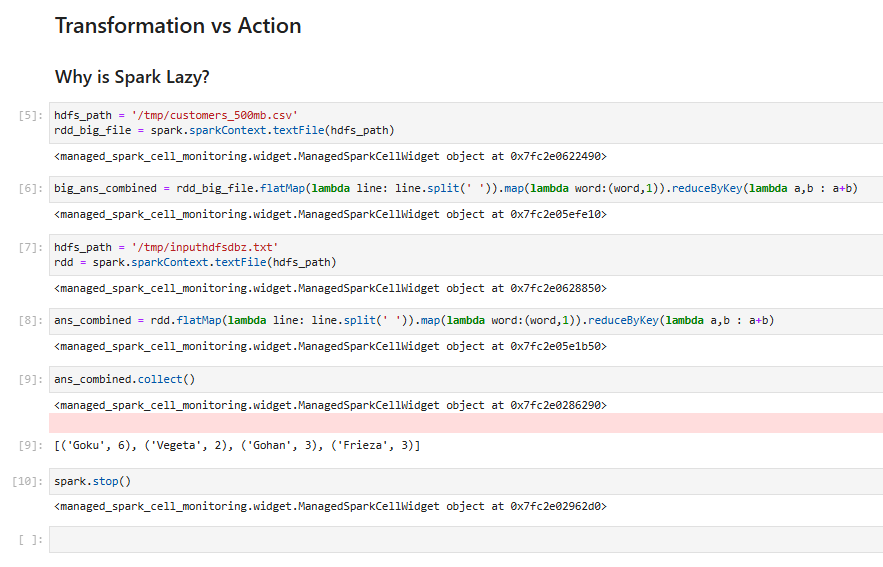 Transformation vs Action
Why is Spark Lazy?
[5]: hdfs_path = '/tmp/customers_500mb.csv'
rdd_big_file = spark.sparkContext.textFile(hdfs_path)
<managed_spark_cell_monitoring.widget.ManagedSparkCellWidget object at 0x7fc2e0622490>
[6]: big_ans_combined = rdd_big_file.flatMap(lambda line: line.split(' ')).map(lambda word:(word,1)).reduceByKey(lambda a,b : a+b)
<managed_spark_cell_monitoring.widget.ManagedSparkCellWidget object at 0x7fc2e05efe10>
[7]: hdfs_path = '/tmp/inputhdfsdbz.txt'
rdd = spark.sparkContext.textFile(hdfs_path)
<managed_spark_cell_monitoring.widget.ManagedSparkCellWidget object at 0x7fc2e0628850>
[8]: ans_combined = rdd.flatMap(lambda line: line.split(' ')).map(lambda word:(word,1)).reduceByKey(lambda a,b : a+b)
<managed_spark_cell_monitoring.widget.ManagedSparkCellWidget object at 0x7fc2e05e1b50>
[9]: ans_combined.collect()
<managed_spark_cell_monitoring.widget.ManagedSparkCellWidget object at 0x7fc2e0286290>
[9]: [('Goku', 6), ('Vegeta', 2), ('Gohan', 3), ('Frieza', 3)]
[10]: spark.stop()
<managed_spark_cell_monitoring.widget.ManagedSparkCellWidget object at 0x7fc2e02962d0>
[ ]: